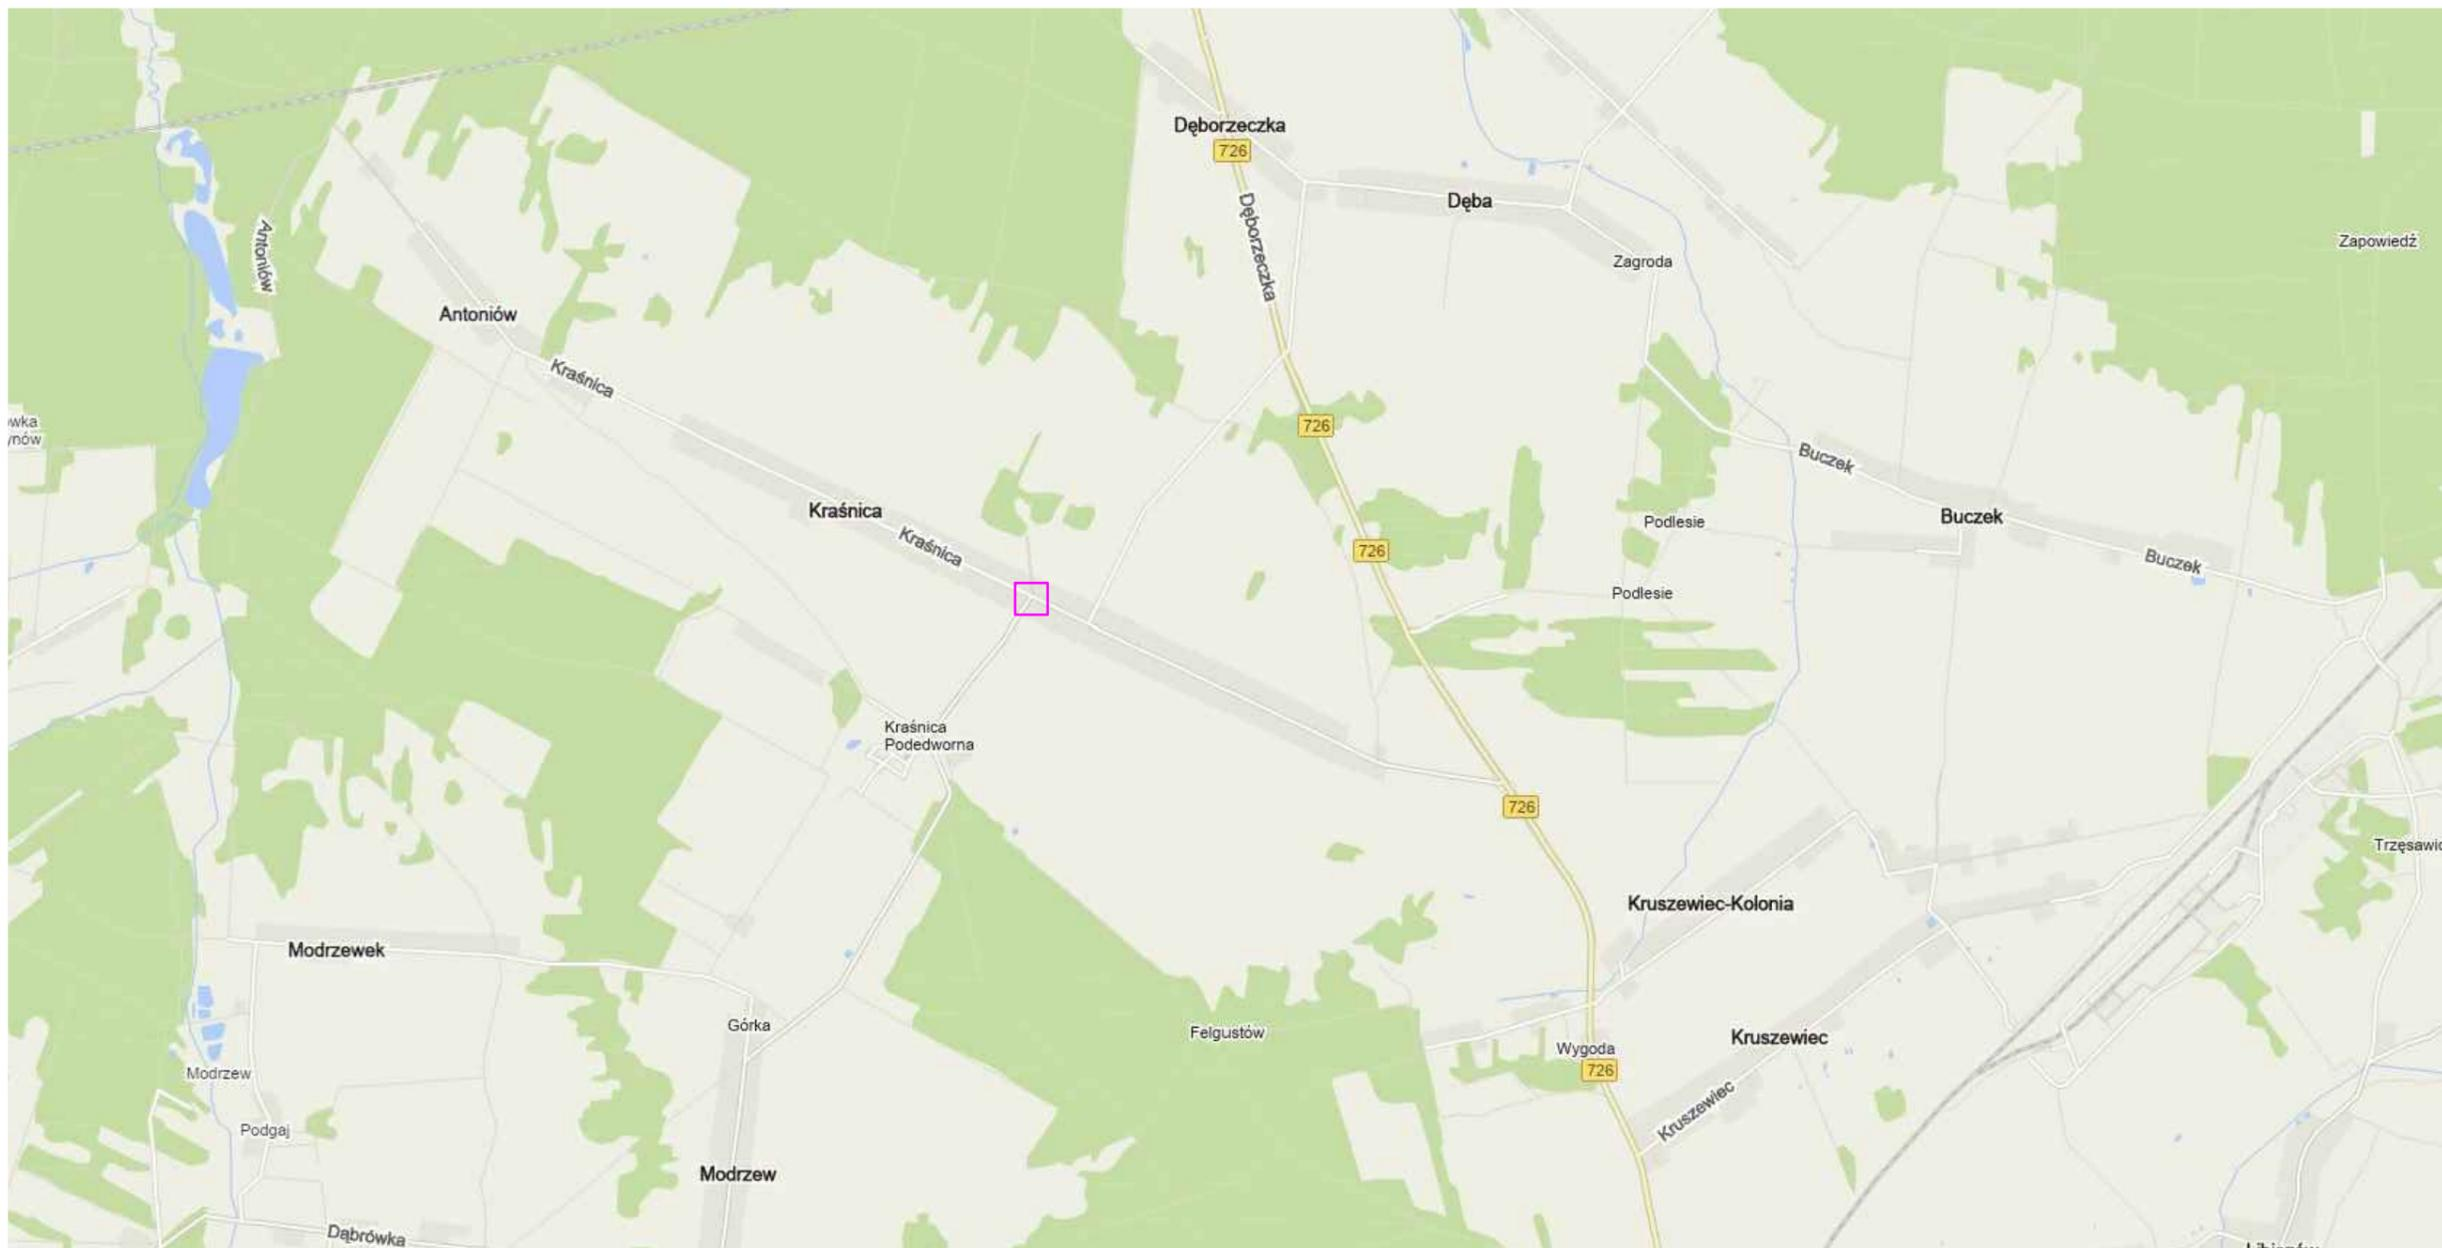 Dęborzeczka
726
Dęborzeczka
Dęba
Zagroda
Zapowiedź
Antoniów
Antoniów
Kraśnica
726
Buczek
Buczek
Buczek
Kraśnica
Kraśnica
Podlesie
726
Podlesie
Kraśnica
Podedworna
726
Kruszewiec-Kolonia
Modrzewek
Górka
Felgustów
Wygoda
726
Kruszewiec
Kruszewiec
Modrzew
Podgaj
Modrzew
Dąbrówka